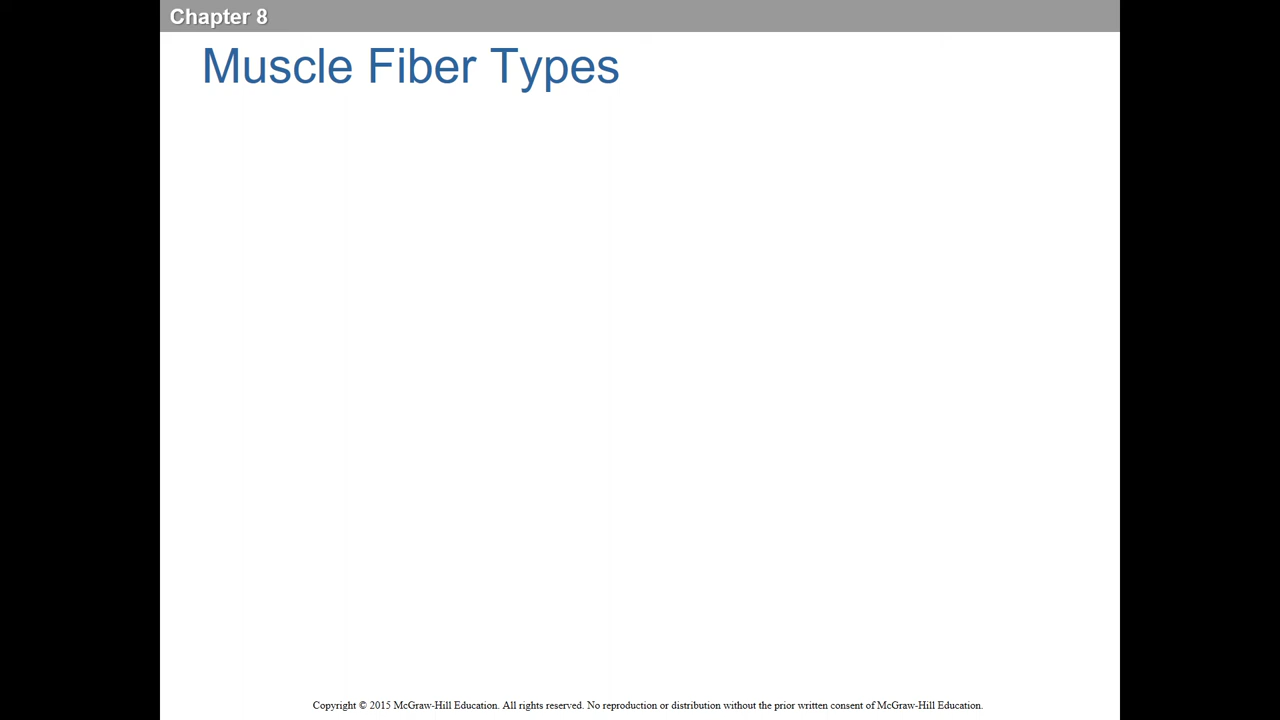 Chapter 8
Muscle Fiber Types
Copyright © 2015 McGraw-Hill Education. All rights reserved. No reproduction or distribution without the prior written consent of McGraw-Hill Education.